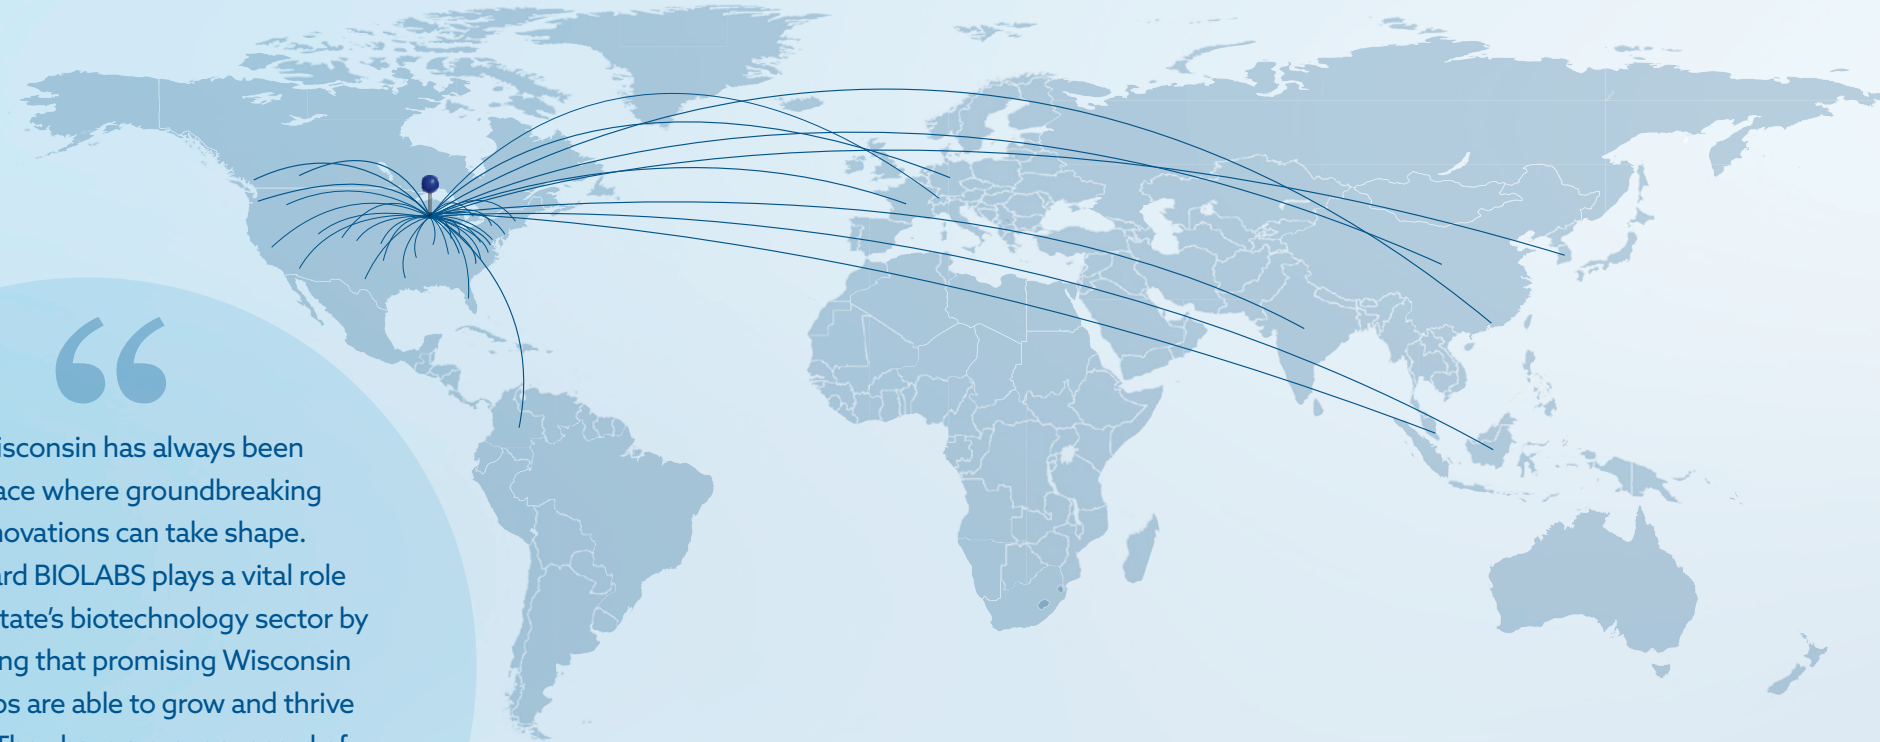 “
isconsin has always been
ace where groundbreaking
novations can take shape.
ard BIOLABS plays a vital role
tate’s biotechnology sector by
ng that promising Wisconsin
os are able to grow and thrive